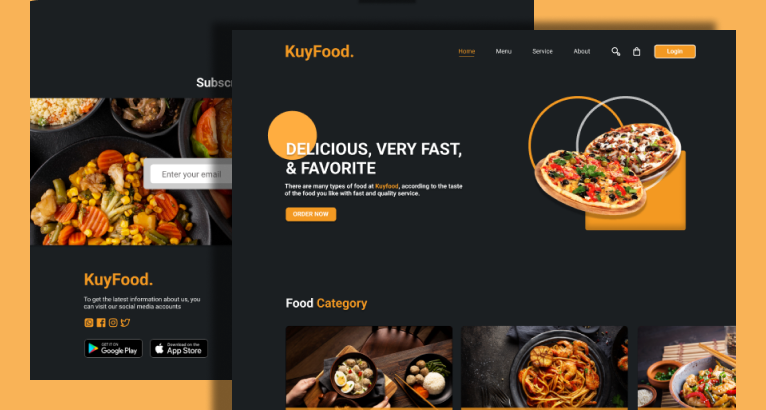 KuyFood.
Home Menu Service About Login
DELICIOUS, VERY FAST,
& FAVORITE
There are many types of food at Kuyfood, according to the taste
of the food you like with fast and quality service.
ORDER NOW
Food Category
Subsc
Enter your email
KuyFood.
To get the latest information about us, you
can visit our social media accounts
GET IT ON
Google Play
Download on the
App Store